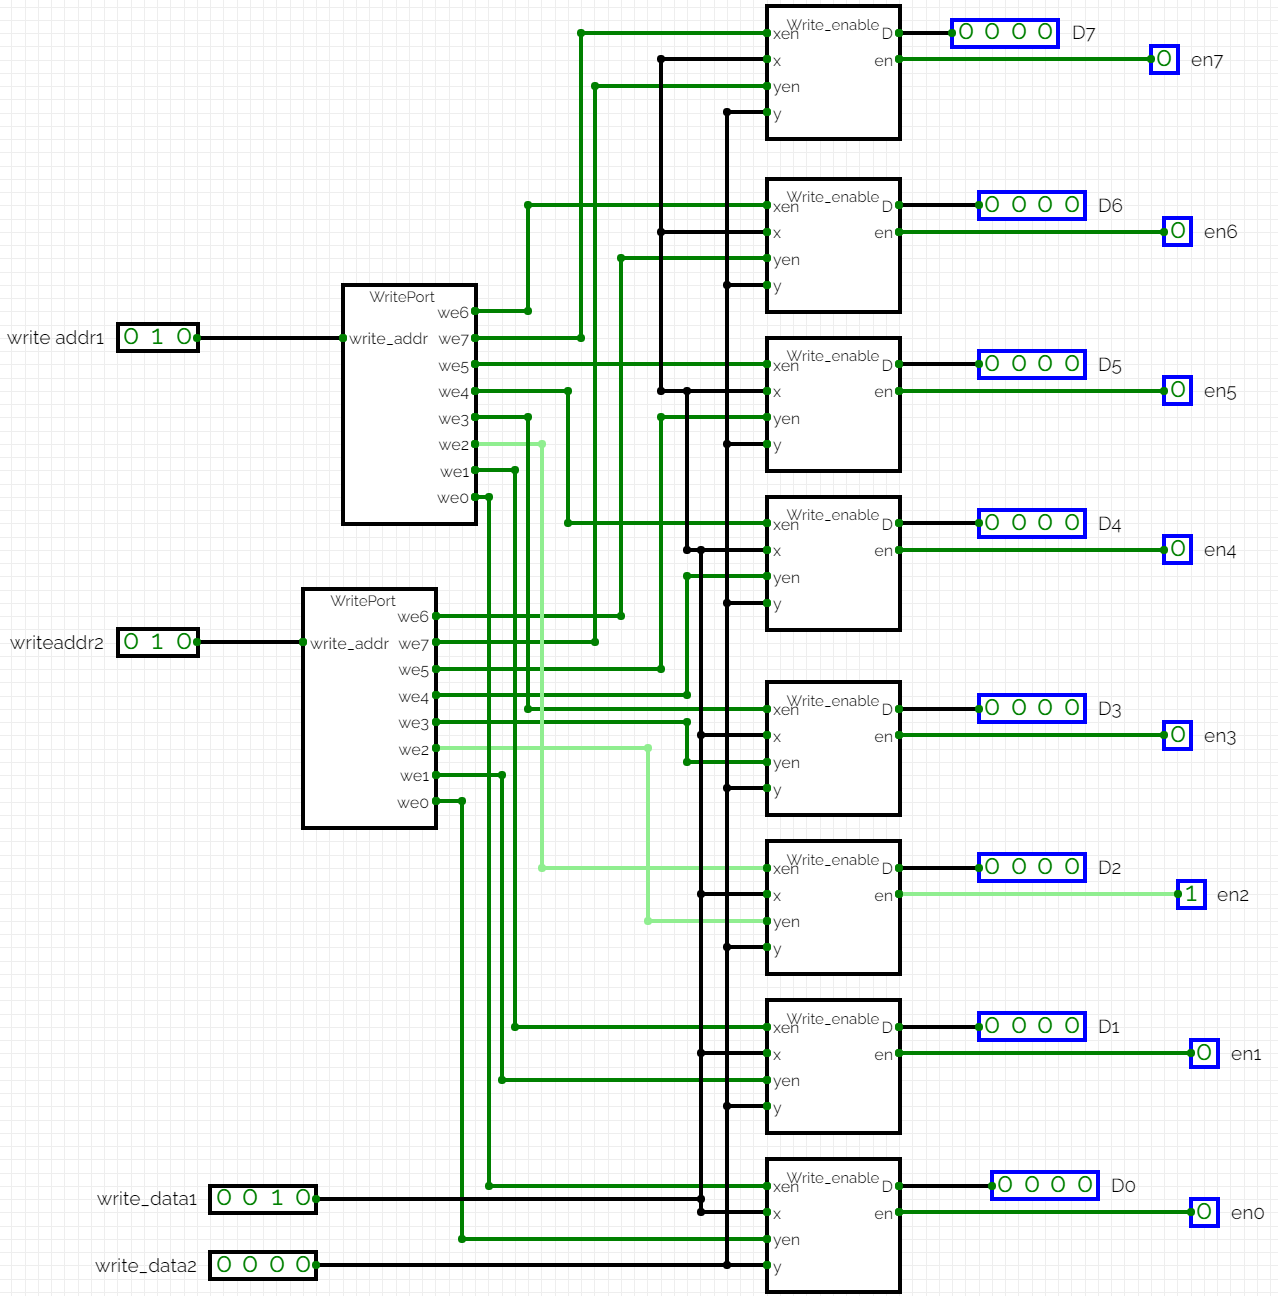 Write_enable
xen D 0 0 0 0 D7
x en 0 en7
yen
y
Write_enable
xen D 0 0 0 0 D6
x en 0 en6
yen
y
WritePort
we6
write addr1 0 1 0 write_addr we7
we5
we4
we3
we2
we1
we0
Write_enable
xen D 0 0 0 0 D5
x en 0 en5
yen
y
Write_enable
xen D 0 0 0 0 D4
x en 0 en4
yen
y
WritePort
we6
writeaddr2 0 1 0 write_addr we7
we5
we4
we3
we2
we1
we0
Write_enable
xen D 0 0 0 0 D3
x en 0 en3
yen
y
Write_enable
xen D 0 0 0 0 D2
x en 1 en2
yen
y
Write_enable
xen D 0 0 0 0 D1
x en 0 en1
yen
y
Write_enable
xen D 0 0 0 0 D0
x en 0 en0
yen
y
write_data1 0 0 1 0
write_data2 0 0 0 0